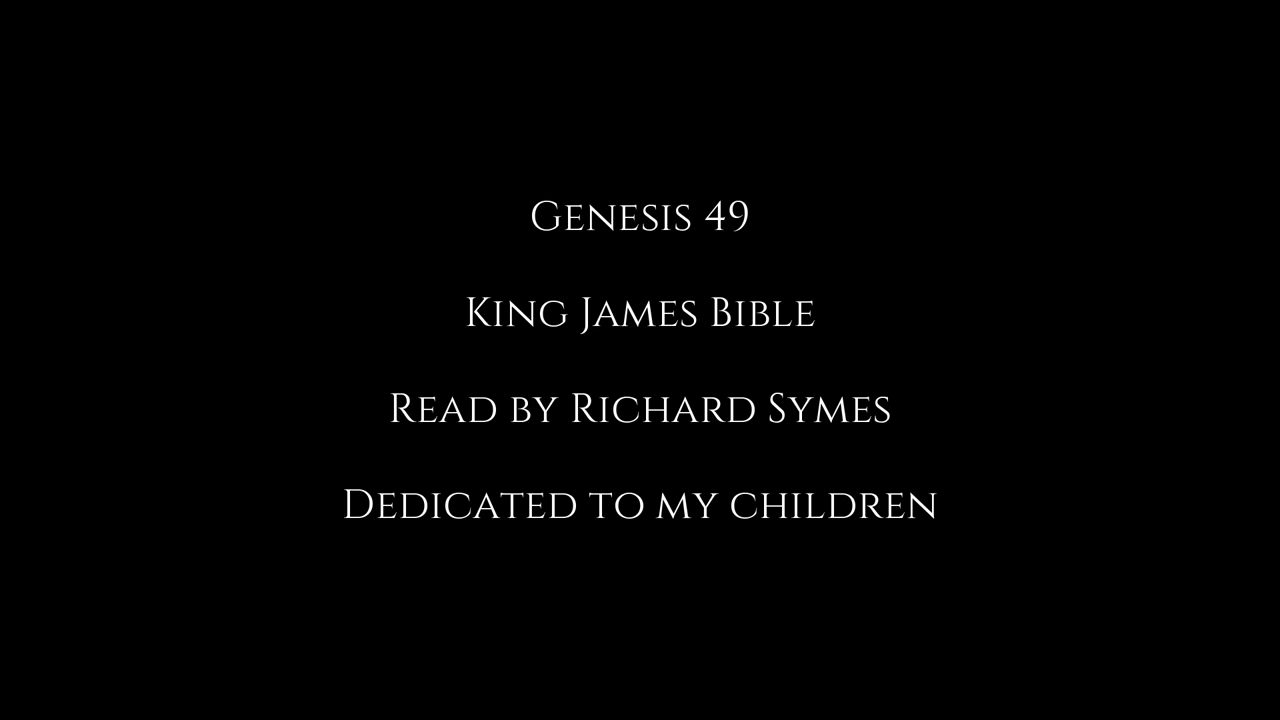 Genesis 49
King James Bible
Read by Richard Symes
Dedicated to my children